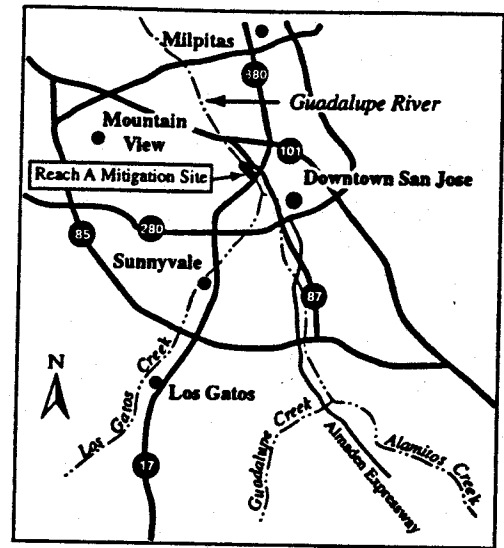 Milpitas
880
Guadalupe River
Mountain
View
101
Reach A Mitigation Site
Downtown San Jose
85
280
Sunnyvale
87
N
Los Gatos Creek
Los Gatos
Guadalupe Creek
Alamitos Creek
Almaden Expressway
17